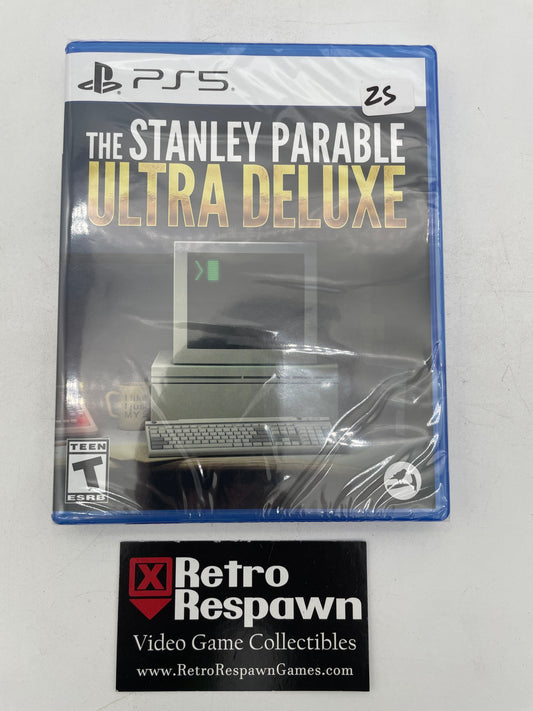 PS5
25
THE STANLEY PARABLE
ULTRA DELUXE
TEEN
T
ESRB
X Retro
Respawn
Video Game Collectibles
www.RetroRespawnGames.com